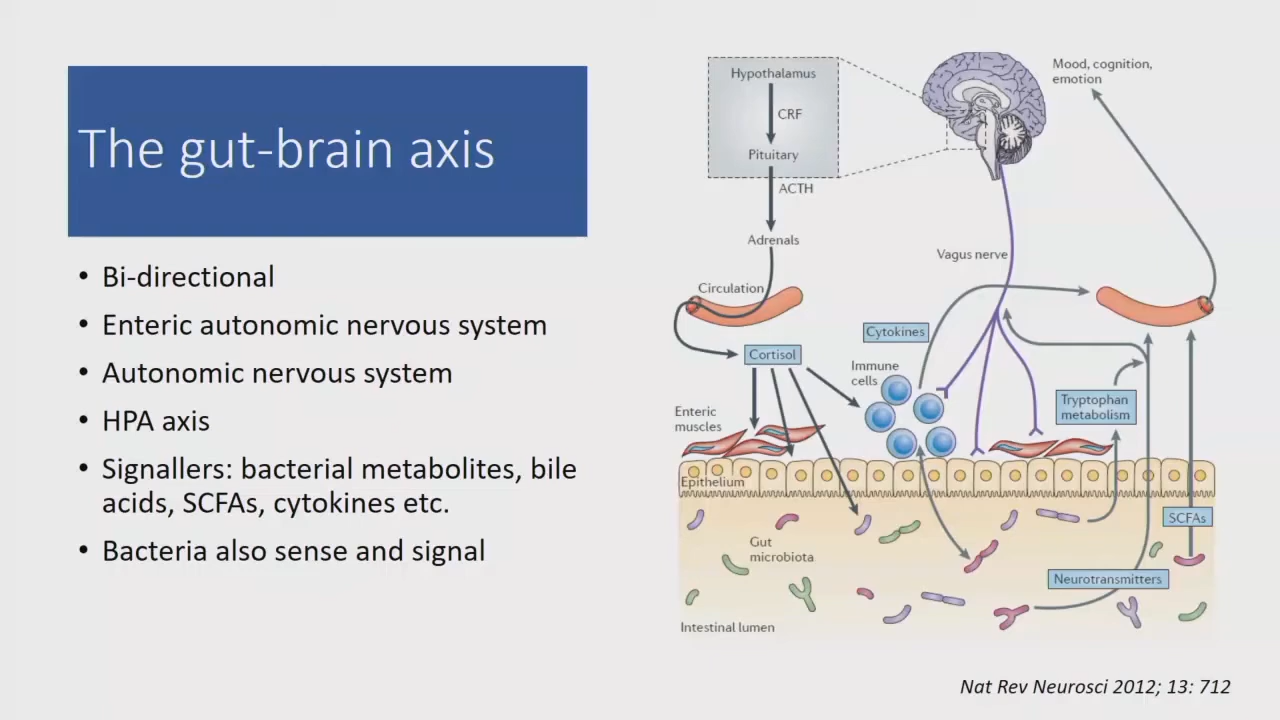 The gut-brain axis
• Bi-directional
• Enteric autonomic nervous system
• Autonomic nervous system
• HPA axis
• Signallers: bacterial metabolites, bile
acids, SCFAs, cytokines etc.
• Bacteria also sense and signal
Hypothalamus
CRF
Pituitary
ACTH
Adrenals
Circulation
Cortisol
Mood, cognition,
emotion
Vagus nerve
Cytokines
Immune
cells
Enteric
muscles
Tryptophan
metabolism
Epithelium
SCFAs
Gut
microbiota
Neurotransmitters
Intestinal lumen
Nat Rev Neurosci 2012; 13: 712